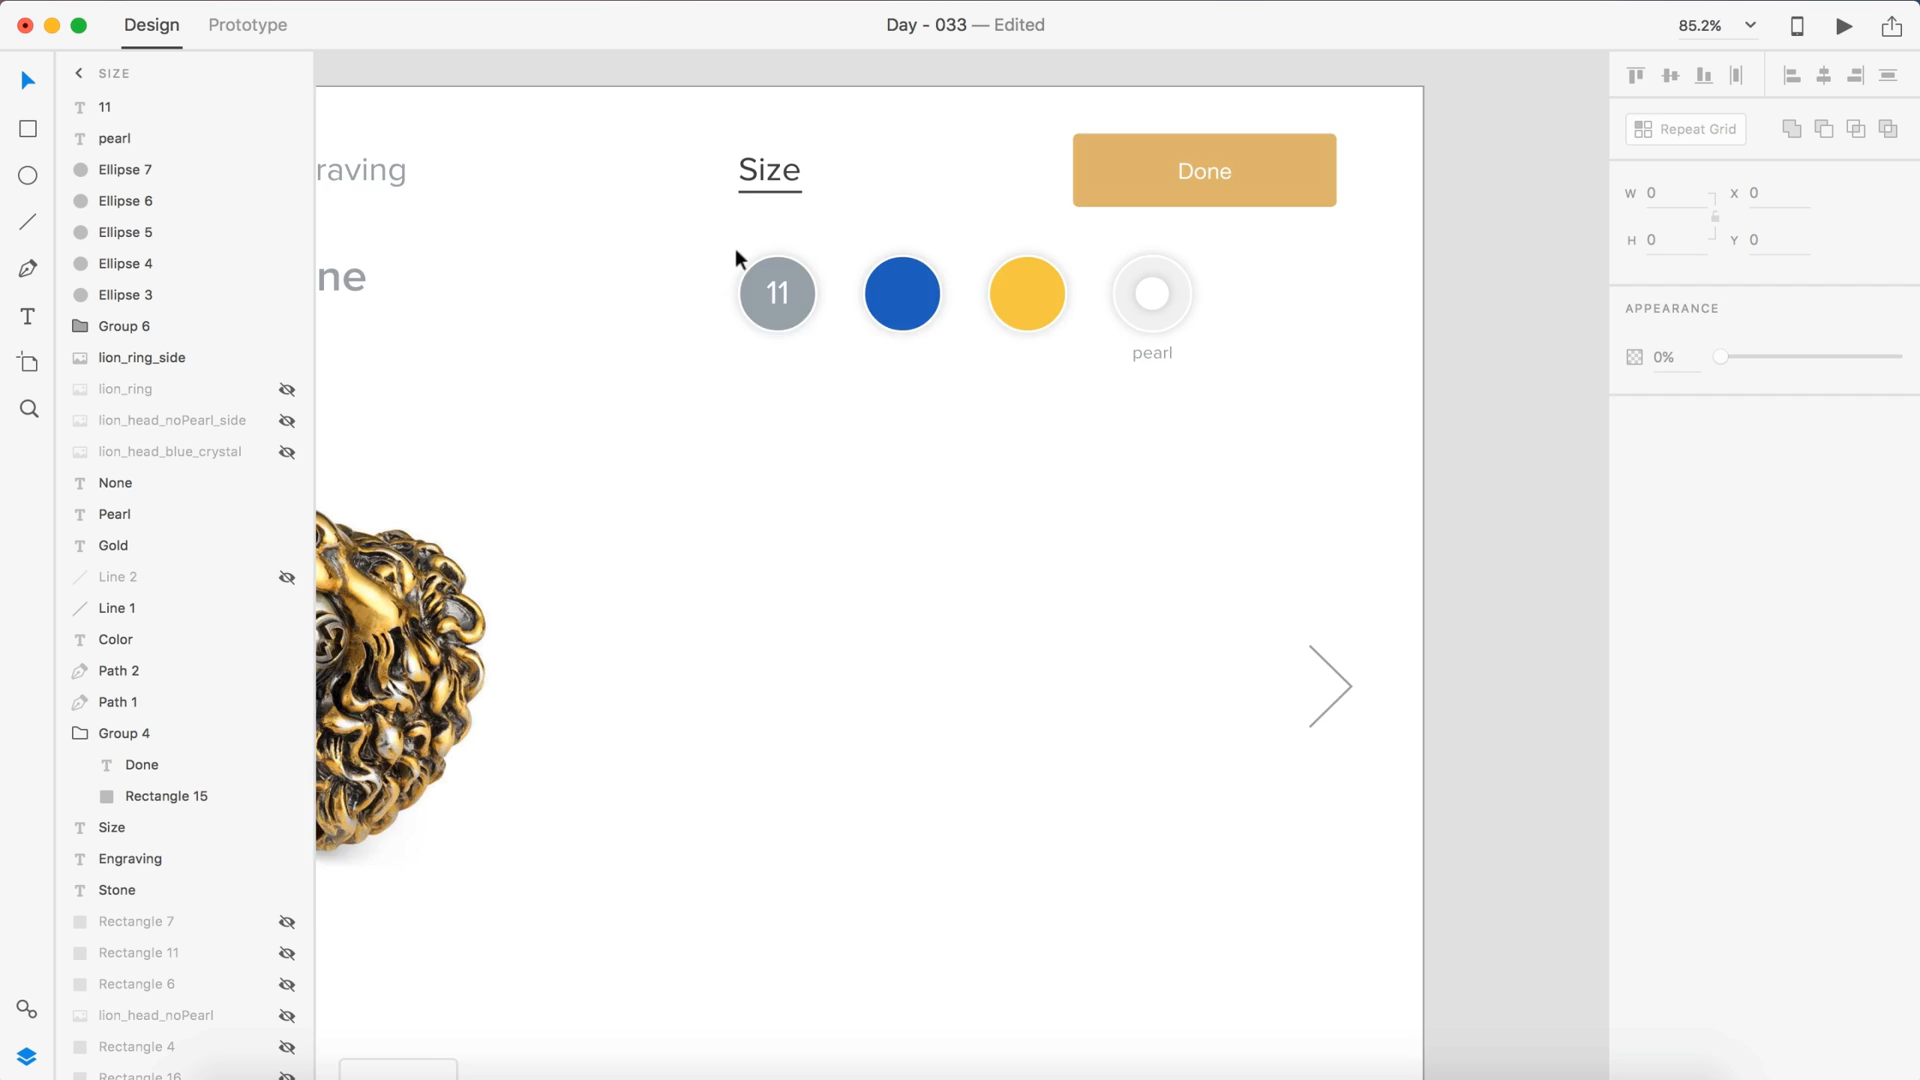 Design
Prototype
Day - 033 — Edited
85.2%
SIZE
11
pearl
Ellipse 7
Ellipse 6
Ellipse 5
Ellipse 4
Ellipse 3
Group 6
lion_ring_side
lion_ring
lion_head_noPearl_side
lion_head_blue_crystal
None
Pearl
Gold
Line 2
Line 1
Color
Path 2
Path 1
Group 4
Done
Rectangle 15
Size
Engraving
Stone
Rectangle 7
Rectangle 11
Rectangle 6
lion_head_noPearl
Rectangle 4
Rectangle 16
raving
Size
Done
ne
11
pearl
Repeat Grid
W 0
X 0
H 0
Y 0
APPEARANCE
0%